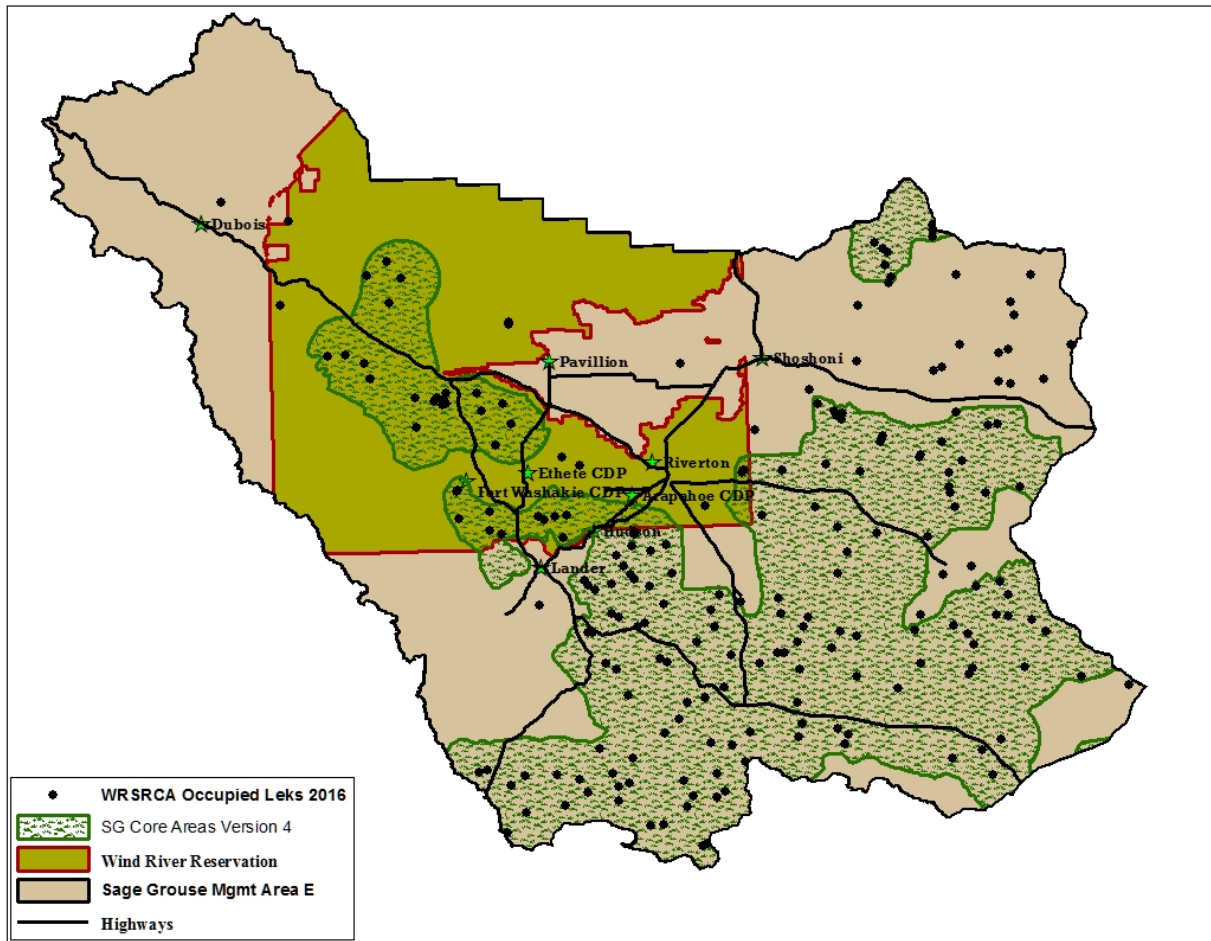 Dubois
Pavillion
Shoshoni
Riverton
Ethete CDP
Fort Washakie CDP
Arapahoe CDP
Hudson
Lander
WRSRCA Occupied Leks 2016
SG Core Areas Version 4
Wind River Reservation
Sage Grouse Mgmt Area E
Highways